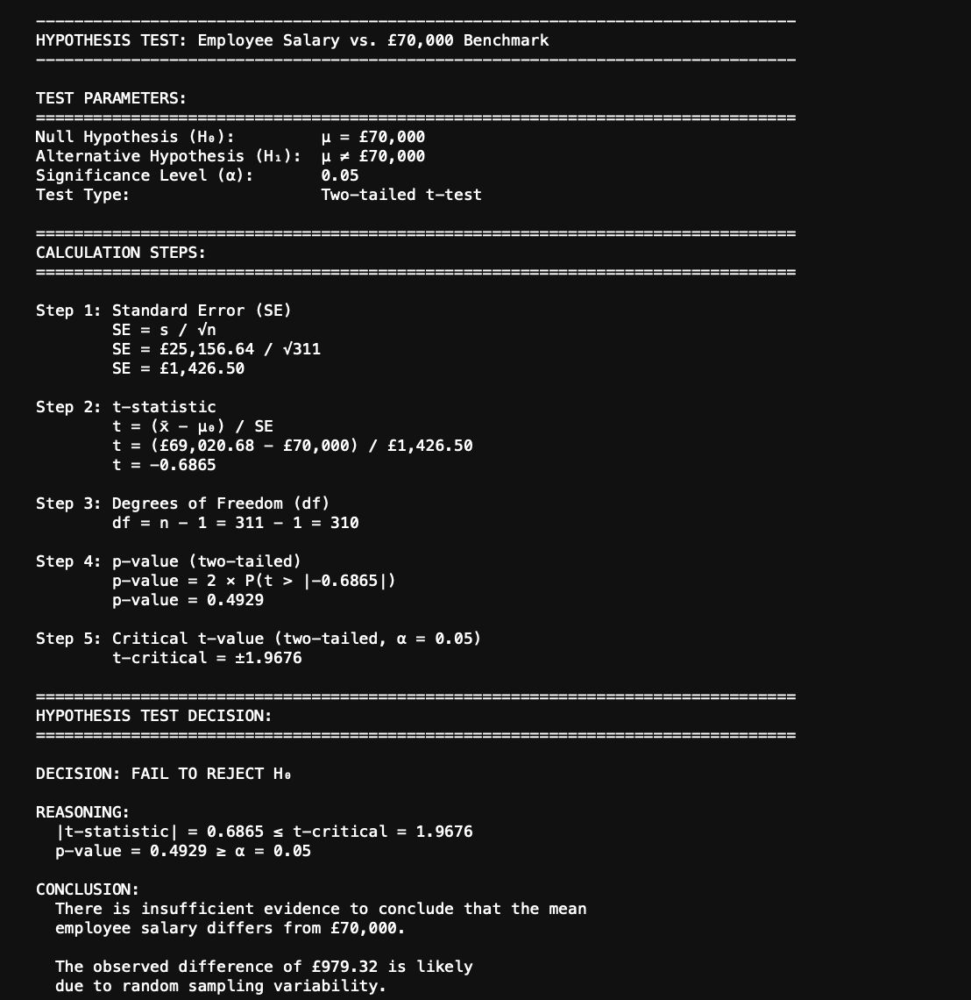 HYPOTHESIS TEST: Employee Salary vs. £70,000 Benchmark
TEST PARAMETERS:
Null Hypothesis (H₀): μ = £70,000
Alternative Hypothesis (H₁): μ ≠ £70,000
Significance Level (α): 0.05
Test Type: Two-tailed t-test
CALCULATION STEPS:
Step 1: Standard Error (SE)
SE = s / √n
SE = £25,156.64 / √311
SE = £1,426.50
Step 2: t-statistic
t = (x̄ - μ₀) / SE
t = (£69,020.68 - £70,000) / £1,426.50
t = -0.6865
Step 3: Degrees of Freedom (df)
df = n - 1 = 311 - 1 = 310
Step 4: p-value (two-tailed)
p-value = 2 × P(t > |-0.6865|)
p-value = 0.4929
Step 5: Critical t-value (two-tailed, α = 0.05)
t-critical = ±1.9676
HYPOTHESIS TEST DECISION:
DECISION: FAIL TO REJECT H₀
REASONING:
|t-statistic| = 0.6865 ≤ t-critical = 1.9676
p-value = 0.4929 ≥ α = 0.05
CONCLUSION:
There is insufficient evidence to conclude that the mean
employee salary differs from £70,000.
The observed difference of £979.32 is likely
due to random sampling variability.